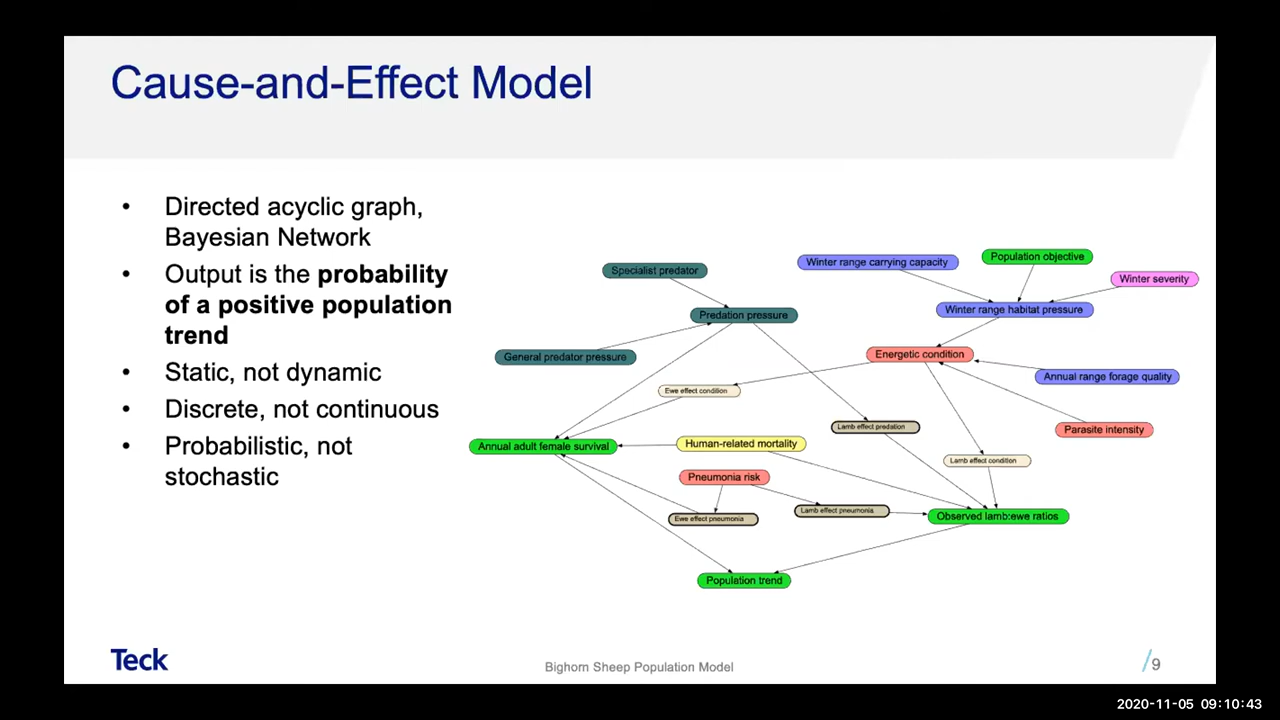 Cause-and-Effect Model
• Directed acyclic graph,
Bayesian Network
• Output is the probability
of a positive population
trend
• Static, not dynamic
• Discrete, not continuous
• Probabilistic, not
stochastic
Specialist predator
Winter range carrying capacity
Population objective
Winter severity
Predation pressure
Winter range habitat pressure
General predator pressure
Energetic condition
Annual range forage quality
Ewe effect condition
Lamb effect predation
Parasite intensity
Annual adult female survival
Human-related mortality
Lamb effect condition
Pneumonia risk
Ewe effect pneumonia
Lamb effect pneumonia
Observed lamb:ewe ratios
Population trend
Teck
Bighorn Sheep Population Model
/9
2020-11-05 09:10:43